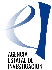 AGENCIA
ESTATAL DE
INVESTIGACIÓN